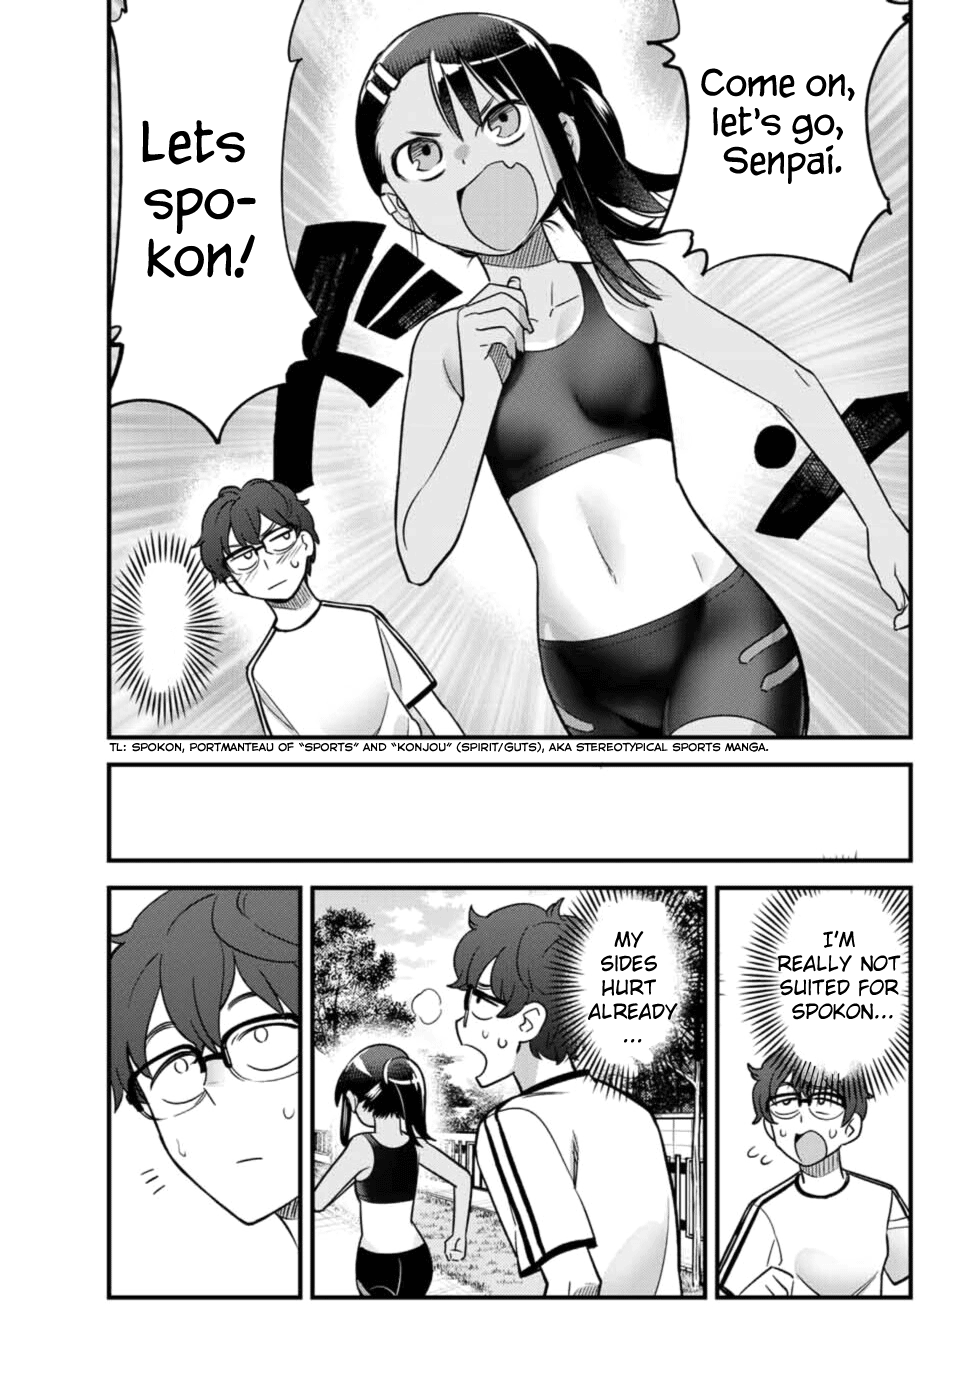 Come on,
let's go,
Senpai.
Lets
spo-
kon!
TL: SPOKON, PORTMANTEAU OF "SPORTS" AND "KONJOU" (SPIRIT/GUTS), AKA STEREOTYPICAL SPORTS MANGA.
I'M
REALLY NOT
SUITED FOR
SPOKON...
MY
SIDES
HURT
ALREADY
...